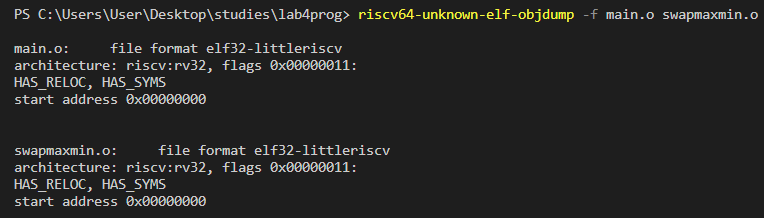 PS C:\Users\User\Desktop\studies\lab4prog> riscv64-unknown-elf-objdump -f main.o swapmaxmin.o
main.o:     file format elf32-littleriscv
architecture: riscv:rv32, flags 0x00000011:
HAS_RELOC, HAS_SYMS
start address 0x00000000
swapmaxmin.o:     file format elf32-littleriscv
architecture: riscv:rv32, flags 0x00000011:
HAS_RELOC, HAS_SYMS
start address 0x00000000